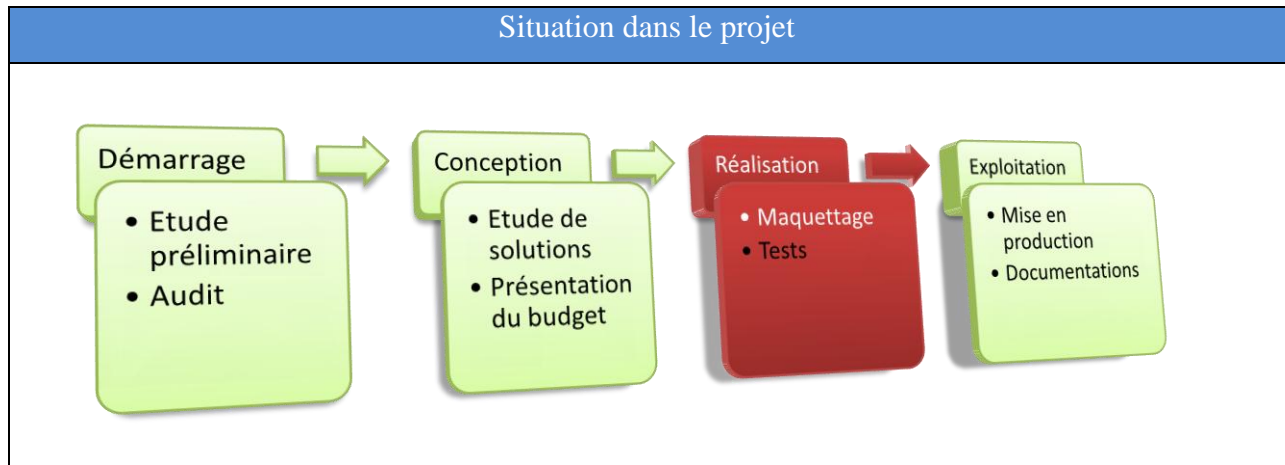 Situation dans le projet
Démarrage
• Etude
préliminaire
• Audit
Conception
• Etude de
solutions
• Présentation
du budget
Réalisation
• Maquettage
• Tests
Exploitation
• Mise en
production
• Documentations